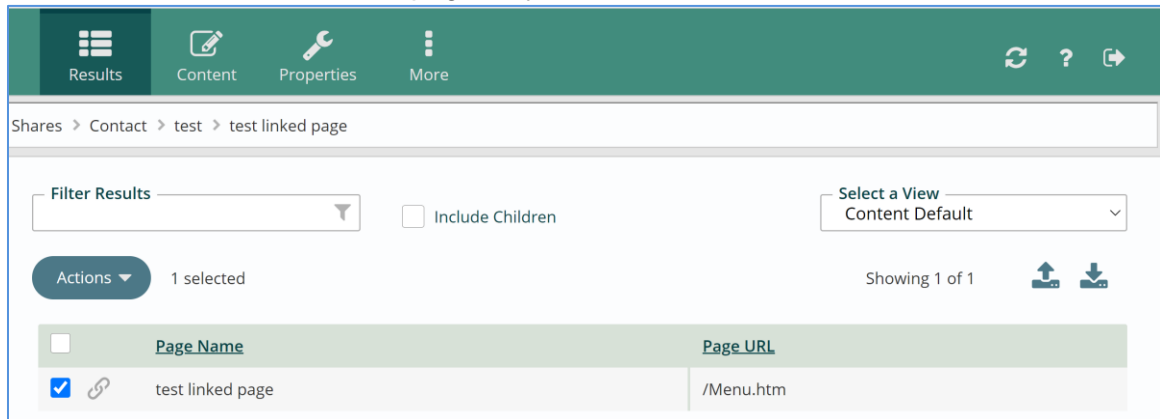 Results Content Properties More ?
Shares > Contact > test > test linked page
Filter Results Select a View
Include Children Content Default
Actions 1 selected Showing 1 of 1
Page Name Page URL
test linked page /Menu.htm